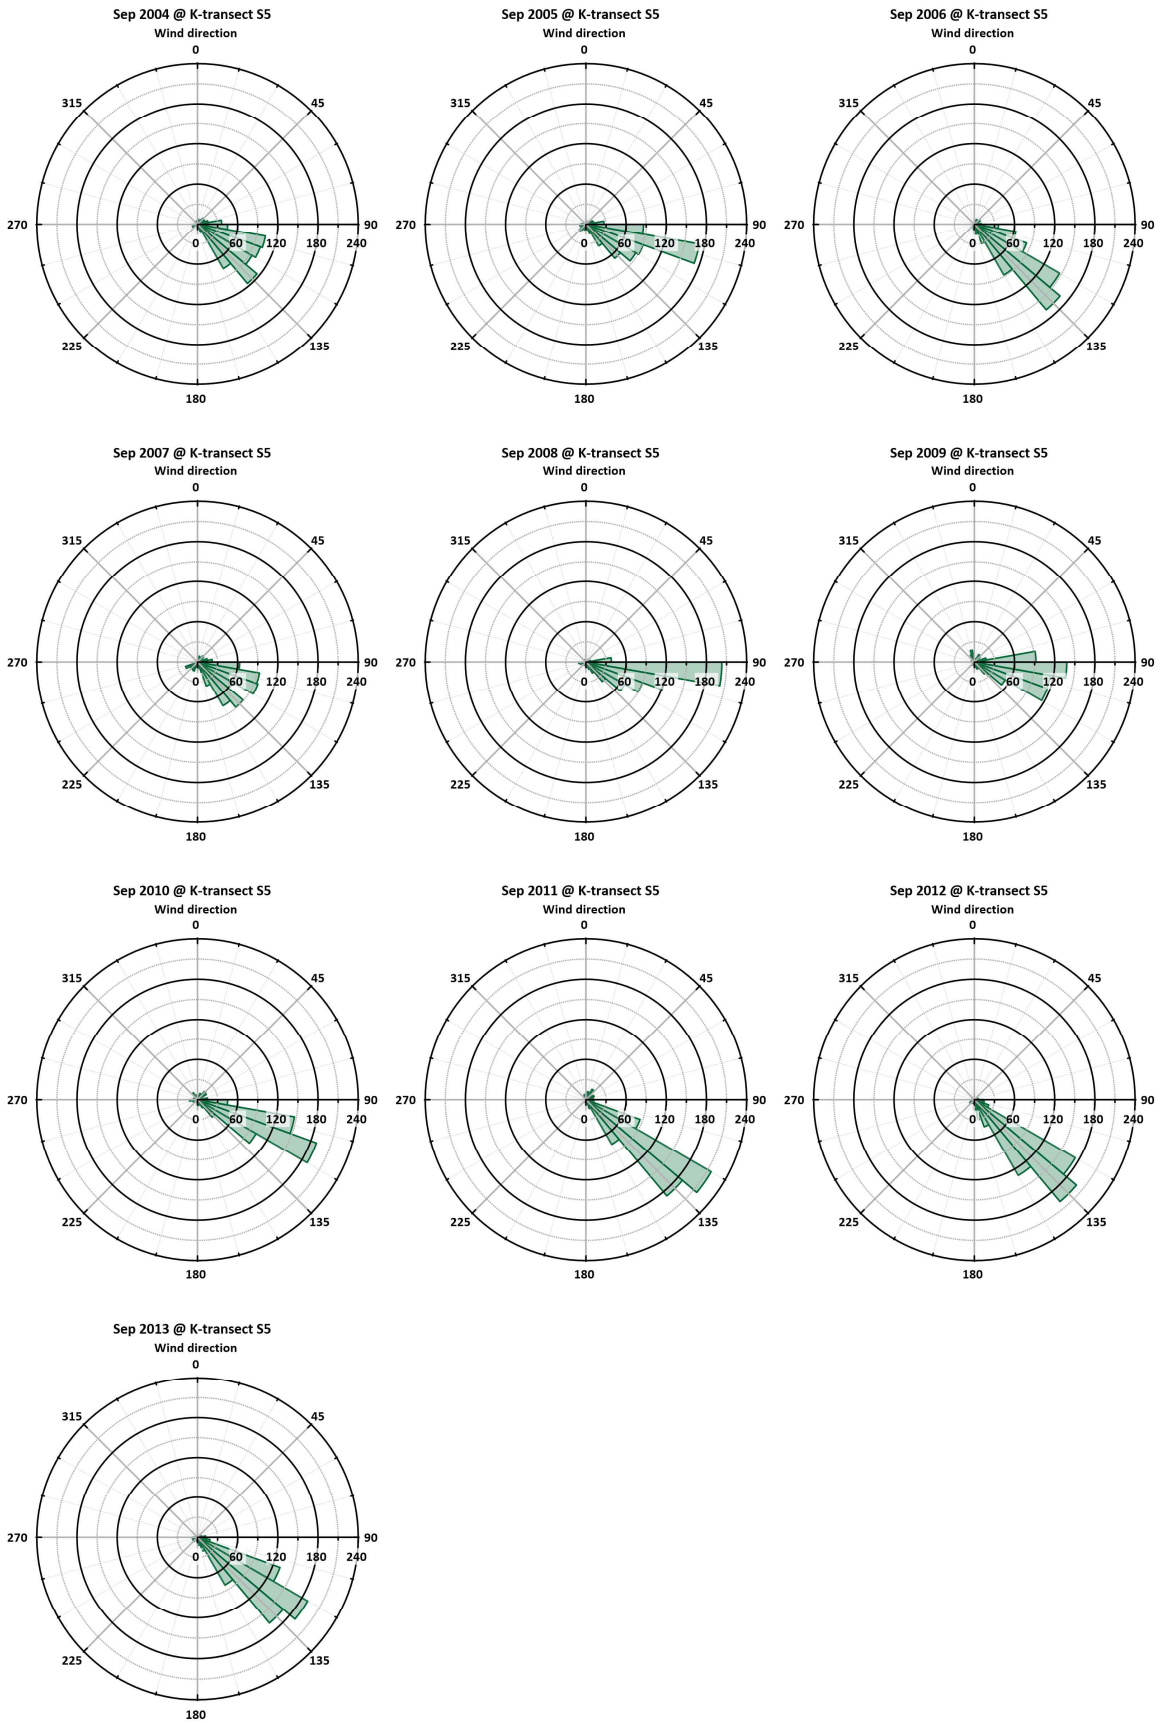 Sep 2004 @ K-transect S5
Wind direction
0
315 45
270 90
0 60 120 180 240
225 135
180
Sep 2005 @ K-transect S5
Wind direction
0
315 45
270 90
0 60 120 180 240
225 135
180
Sep 2006 @ K-transect S5
Wind direction
0
315 45
270 90
0 60 120 180 240
225 135
180
Sep 2007 @ K-transect S5
Wind direction
0
315 45
270 90
0 60 120 180 240
225 135
180
Sep 2008 @ K-transect S5
Wind direction
0
315 45
270 90
0 60 120 180 240
225 135
180
Sep 2009 @ K-transect S5
Wind direction
0
315 45
270 90
0 60 120 180 240
225 135
180
Sep 2010 @ K-transect S5
Wind direction
0
315 45
270 90
0 60 120 180 240
225 135
180
Sep 2011 @ K-transect S5
Wind direction
0
315 45
270 90
0 60 120 180 240
225 135
180
Sep 2012 @ K-transect S5
Wind direction
0
315 45
270 90
0 60 120 180 240
225 135
180
Sep 2013 @ K-transect S5
Wind direction
0
315 45
270 90
0 60 120 180 240
225 135
180